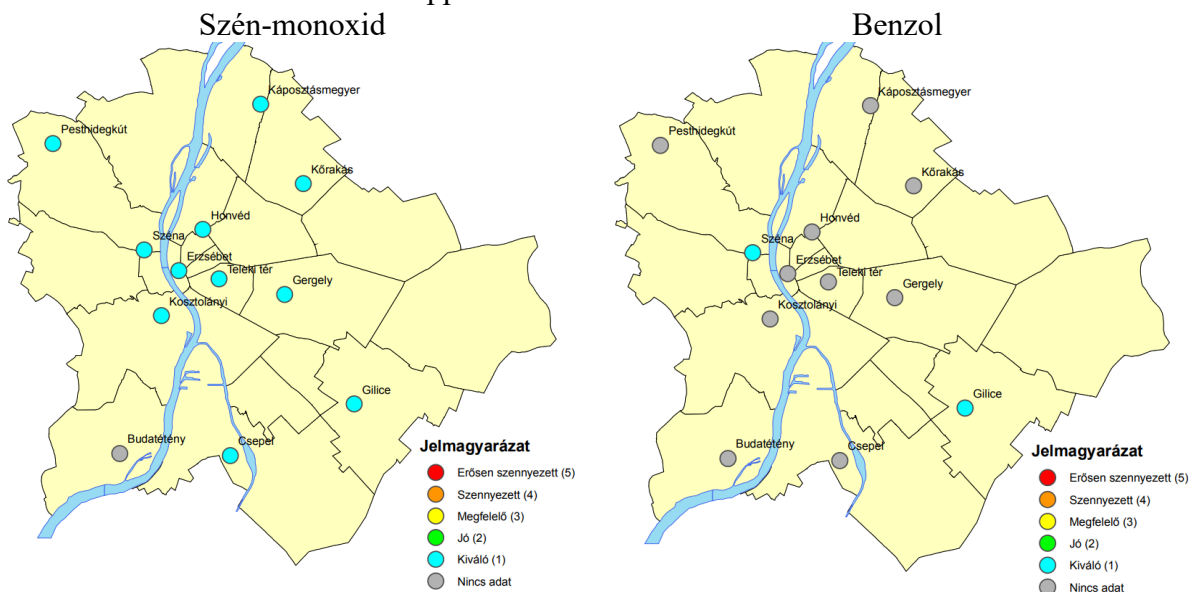 Szén-monoxid
Káposztásmegyer
Pesthidegkút
Kőrakás
Honvéd
Széna
Erzsébet
Teleki tér
Gergely
Kosztolányi
Gilice
Budatétény
Csepel
Jelmagyarázat
Erősen szennyezett (5)
Szennyezett (4)
Megfelelő (3)
Jó (2)
Kiváló (1)
Nincs adat
Benzol
Káposztásmegyer
Pesthidegkút
Kőrakás
Honvéd
Széna
Erzsébet
Teleki tér
Gergely
Kosztolányi
Gilice
Budatétény
Csepel
Jelmagyarázat
Erősen szennyezett (5)
Szennyezett (4)
Megfelelő (3)
Jó (2)
Kiváló (1)
Nincs adat